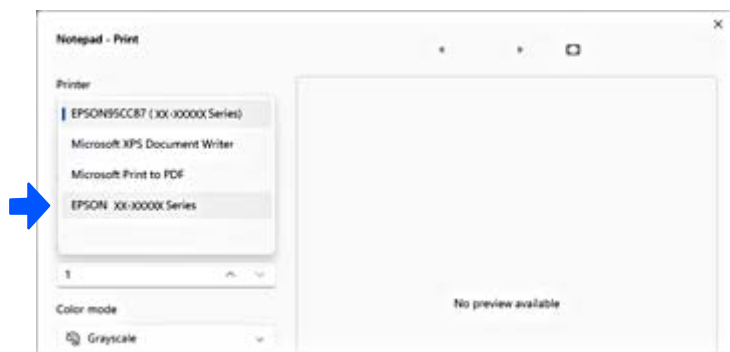 Notepad - Print
Printer
EPSON95CC87 ( XX-XXXXX Series)
Microsoft XPS Document Writer
Microsoft Print to PDF
EPSON XX-XXXXX Series
1
Color mode
Grayscale
No preview available